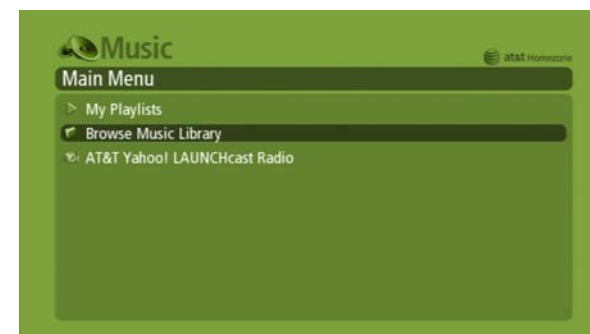 Music
at&t Homezone
Main Menu
My Playlists
Browse Music Library
AT&T Yahoo! LAUNCHcast Radio